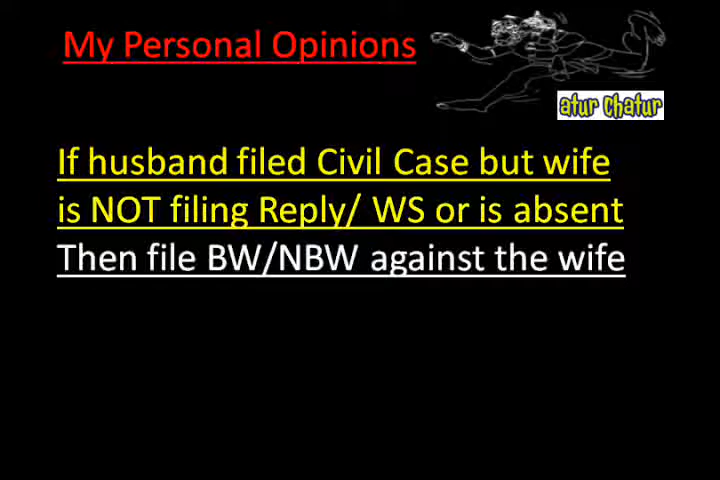 My Personal Opinions
atur chatur
If husband filed Civil Case but wife
is NOT filing Reply/ WS or is absent
Then file BW/NBW against the wife